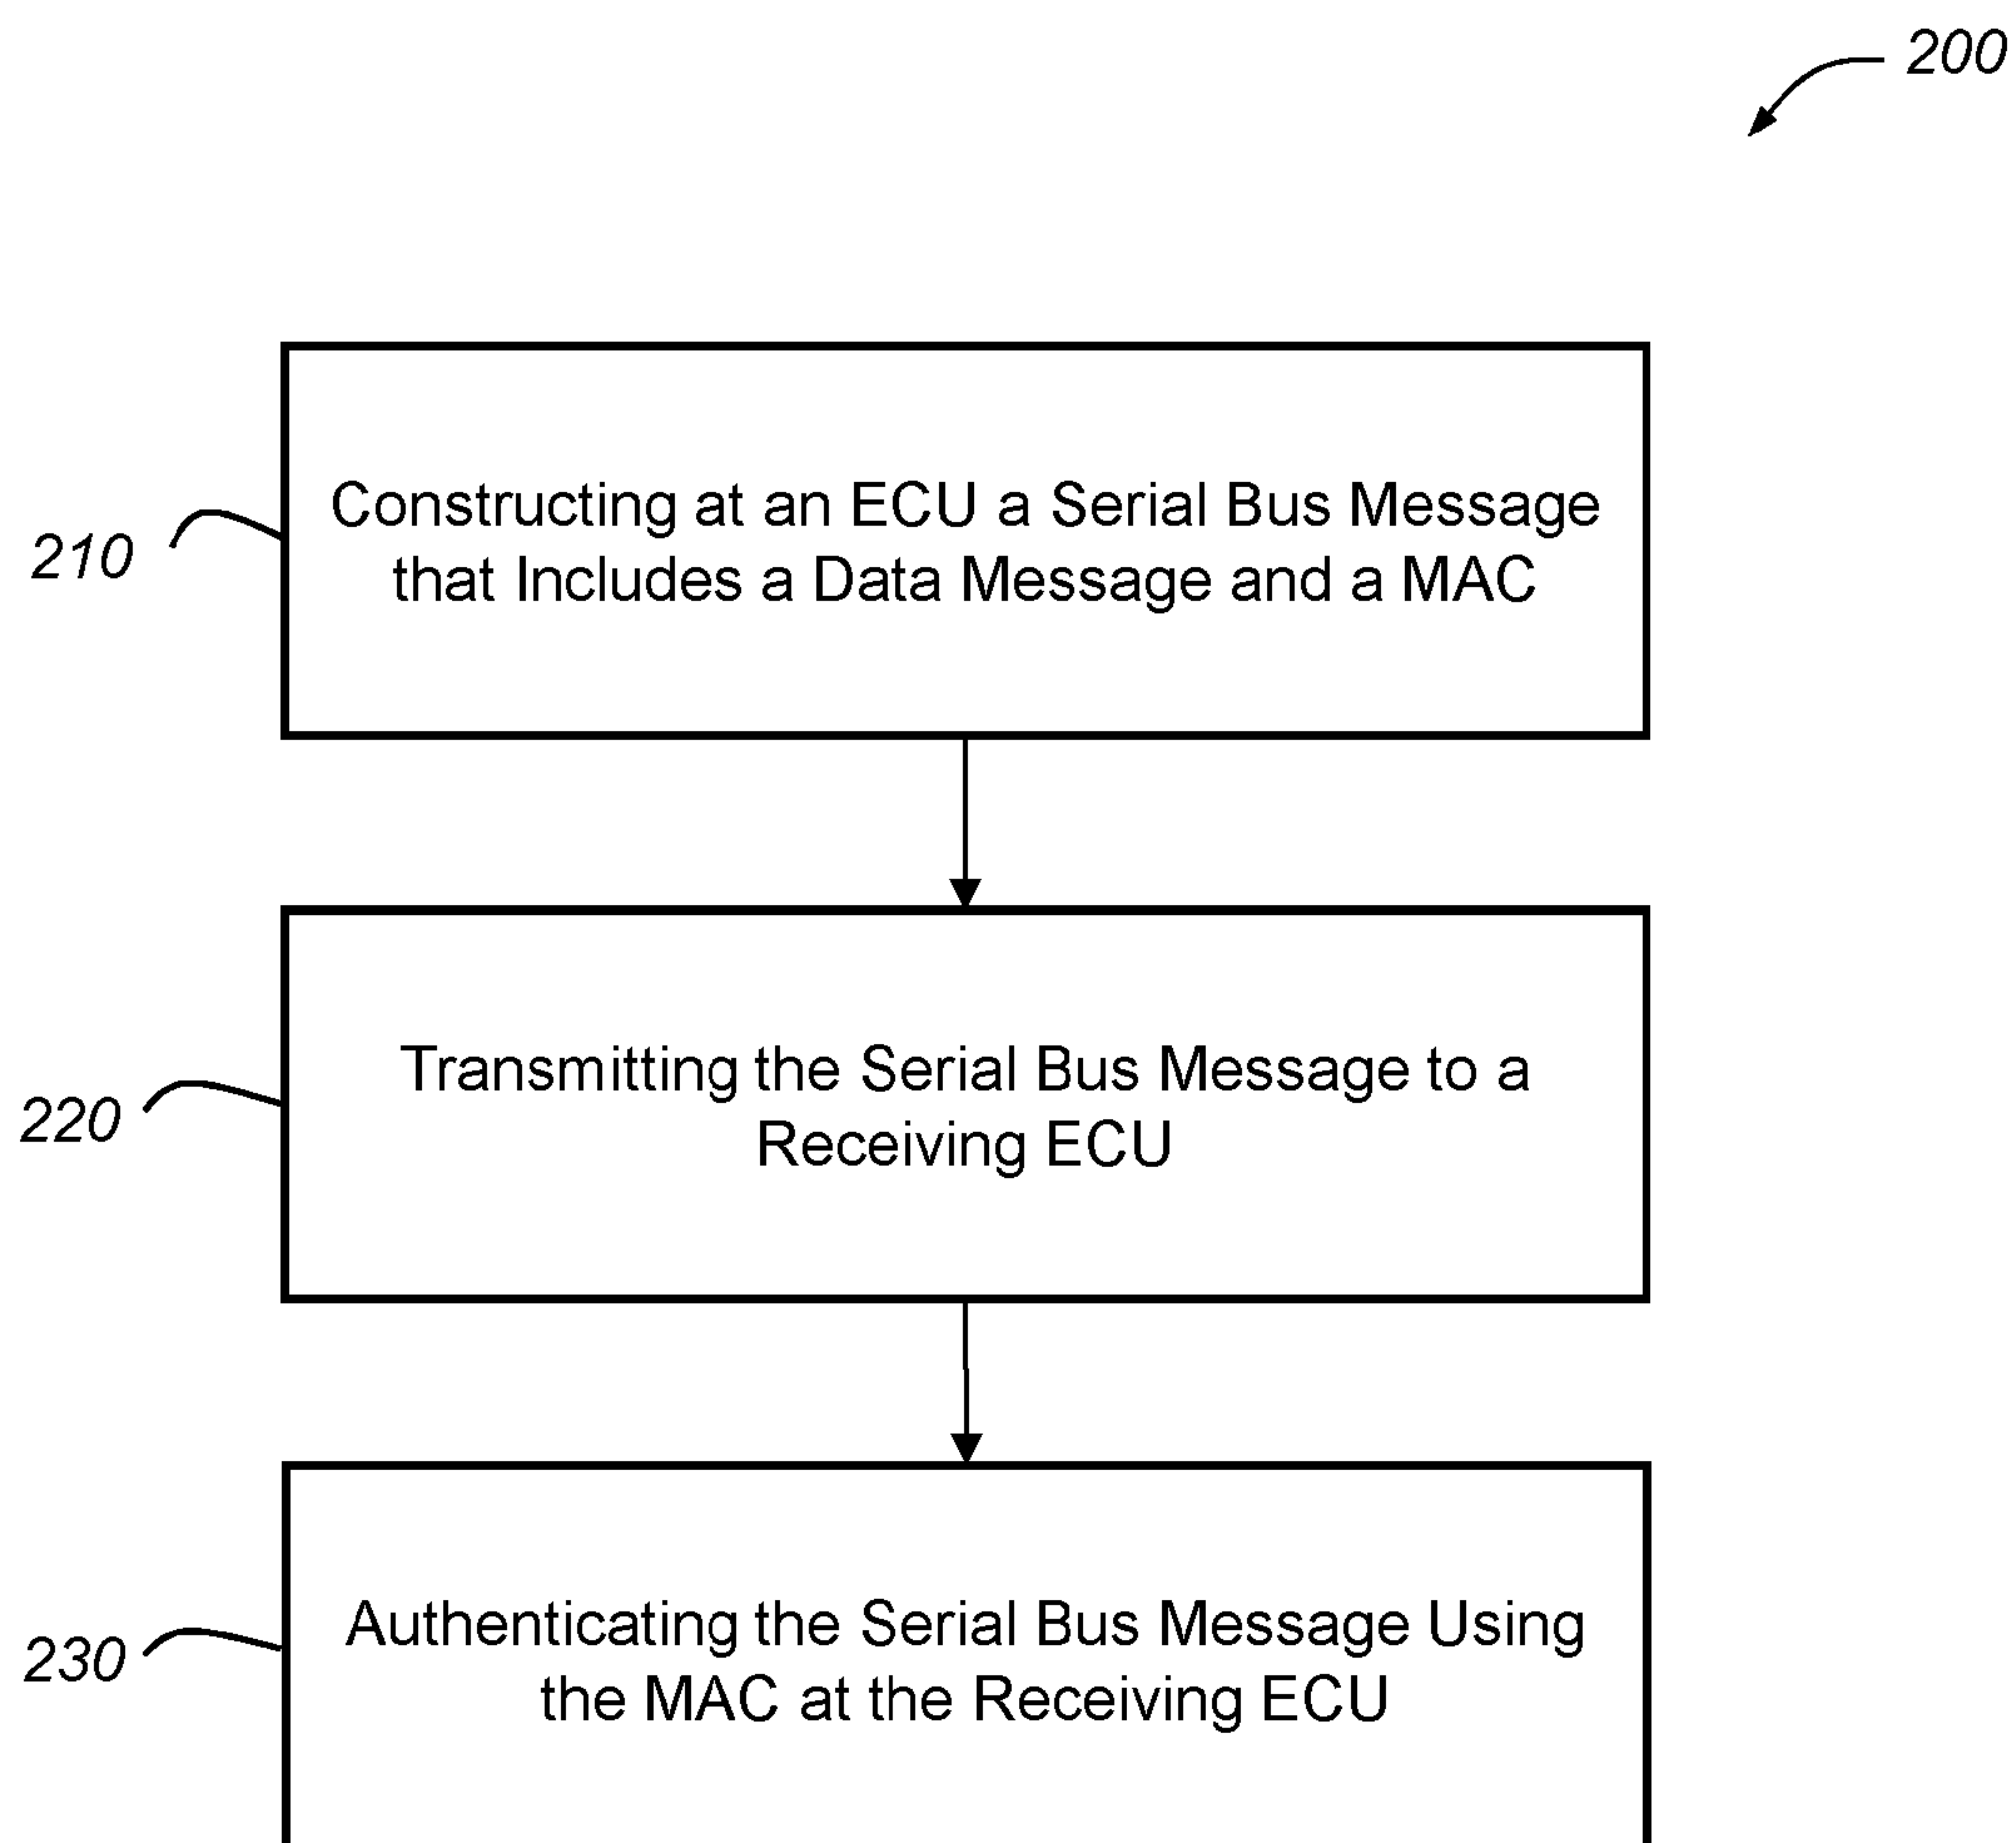 200
210
Constructing at an ECU a Serial Bus Message
that Includes a Data Message and a MAC
220
Transmitting the Serial Bus Message to a
Receiving ECU
230
Authenticating the Serial Bus Message Using
the MAC at the Receiving ECU